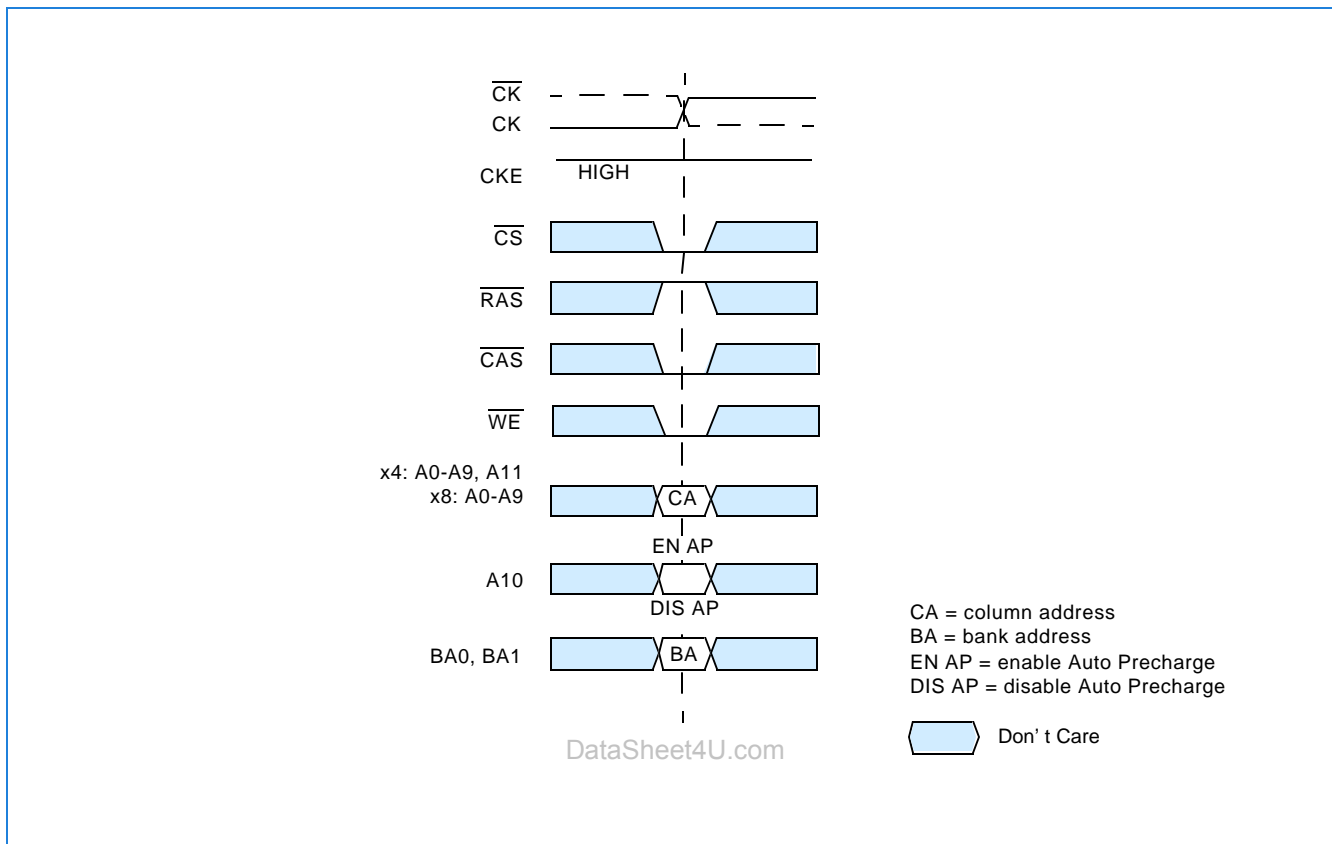 CK
CK
CKE
HIGH
CS
RAS
CAS
WE
x4: A0-A9, A11
x8: A0-A9
CA
EN AP
A10
DIS AP
BA0, BA1
BA
CA = column address
BA = bank address
EN AP = enable Auto Precharge
DIS AP = disable Auto Precharge
Don' t Care
DataSheet4U.com